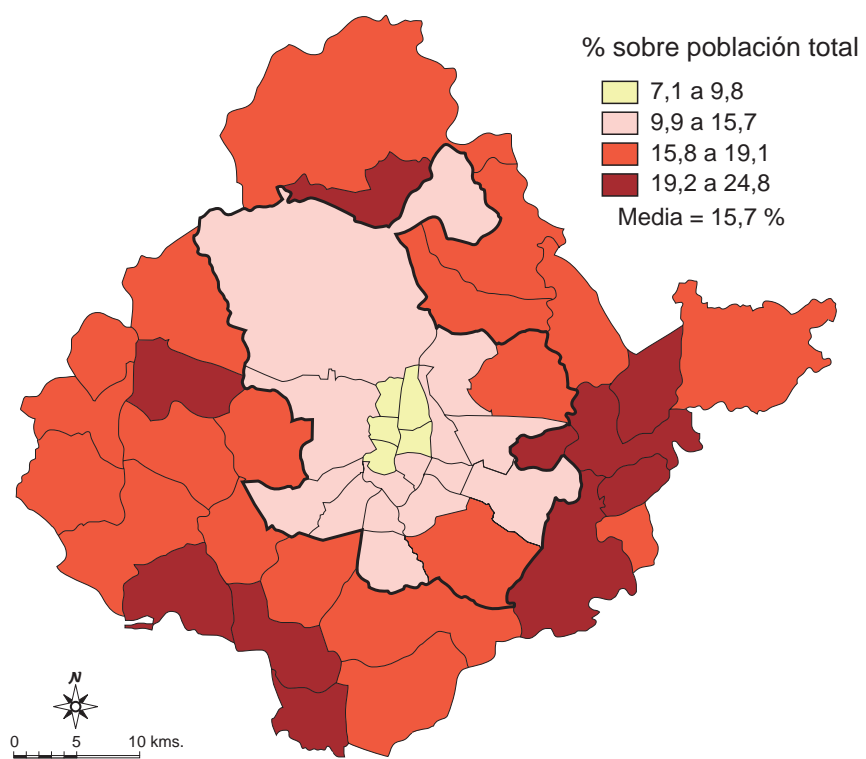 % sobre población total
7,1 a 9,8
9,9 a 15,7
15,8 a 19,1
19,2 a 24,8
Media = 15,7 %
N
0 5 10 kms.